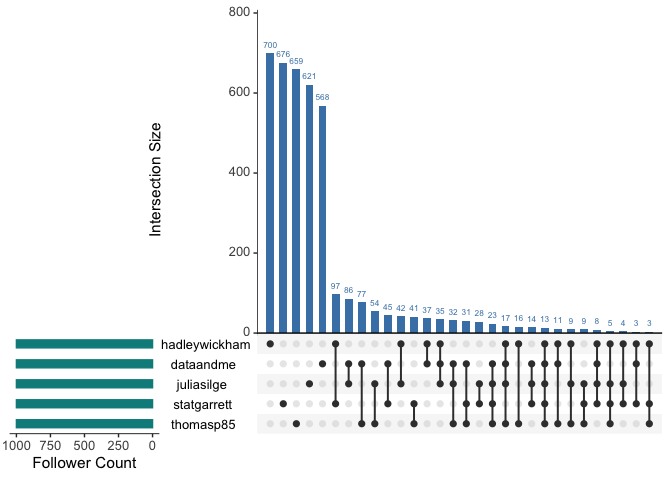 800
600
400
200
0
Intersection Size
700 676 659 621 568 97 86 77 54 45 42 41 37 35 32 31 28 23 17 16 14 13 11 9 9 8 5 4 3 3
hadleywickham
dataandme
juliasilge
statgarrett
thomasp85
1000 750 500 250 0
Follower Count